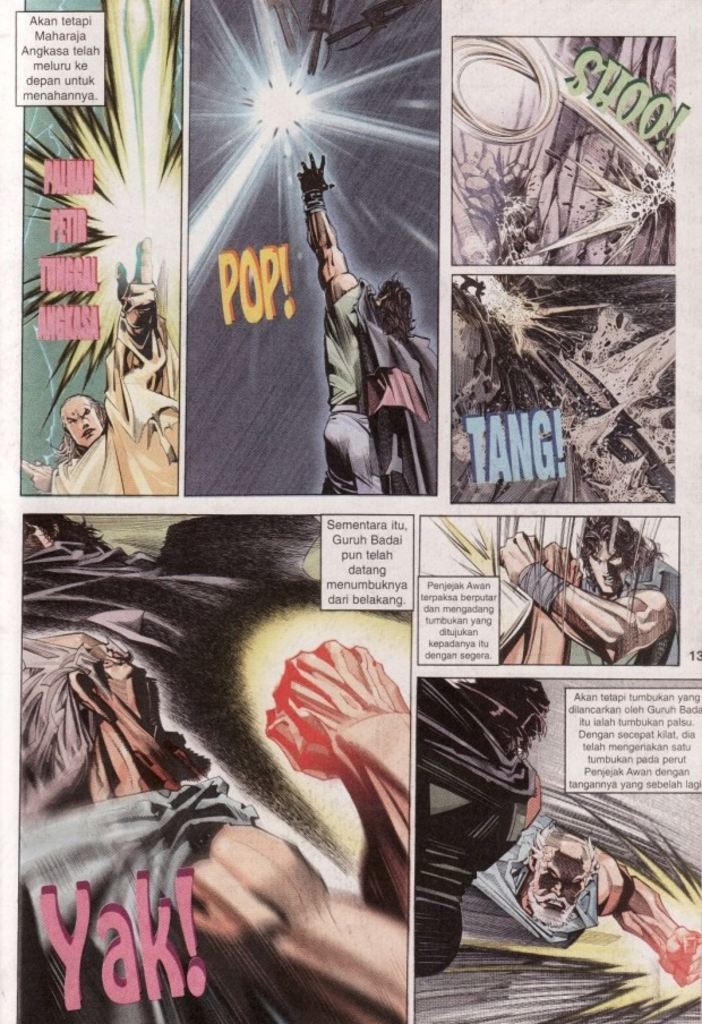 Akan tetapi
Maharaja
Angkasa telah
meluru ke
depan untuk
menahannya.
PETIR
TUNGGAL
ANGKASA
POP!
SHOO!
TANG!
Sementara itu,
Guruh Badai
pun telah
datang
menumbuknya
dari belakang.
Penjejak Awan
terpaksa berputar
dan mengadang
tumbukan yang
ditujukan
kepadanya itu
dengan segera.
13
Akan tetapi tumbukan yang
dilancarkan oleh Guruh Bada
itu ialah tumbukan palsu.
Dengan secepat kilat, dia
telah mengenakan satu
tumbukan pada perut
Penjejak Awan dengan
tangannya yang sebelah lagi
Yak!